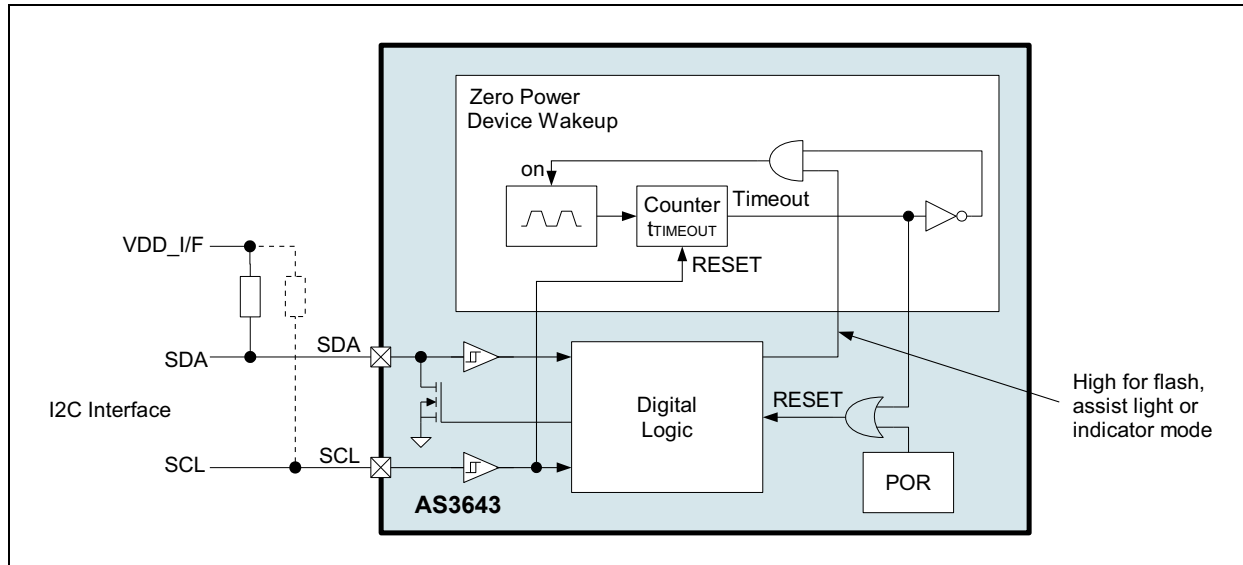 Zero Power
Device Wakeup
on
Counter
tTIMEOUT
Timeout
RESET
VDD_I/F
SDA
SDA
I2C Interface
SCL
SCL
Digital
Logic
RESET
POR
High for flash,
assist light or
indicator mode
AS3643